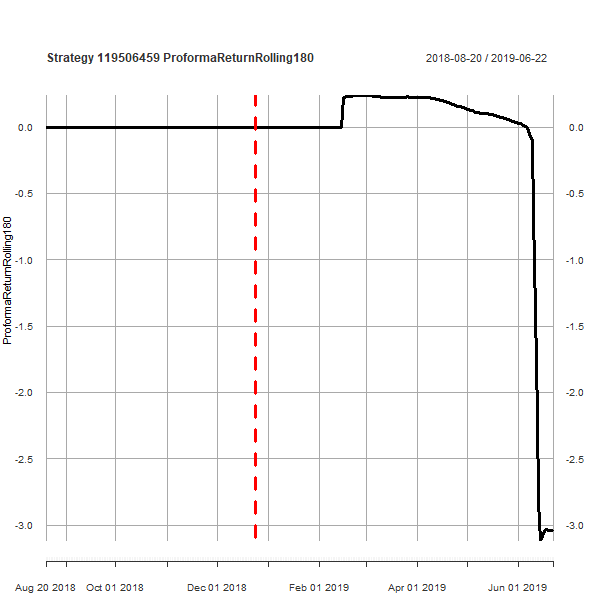 Strategy 119506459 ProformaReturnRolling180
2018-08-20 / 2019-06-22
ProformaReturnRolling180
0.0 0.0
-0.5 -0.5
-1.0 -1.0
-1.5 -1.5
-2.0 -2.0
-2.5 -2.5
-3.0 -3.0
Aug 20 2018 Oct 01 2018 Dec 01 2018 Feb 01 2019 Apr 01 2019 Jun 01 2019